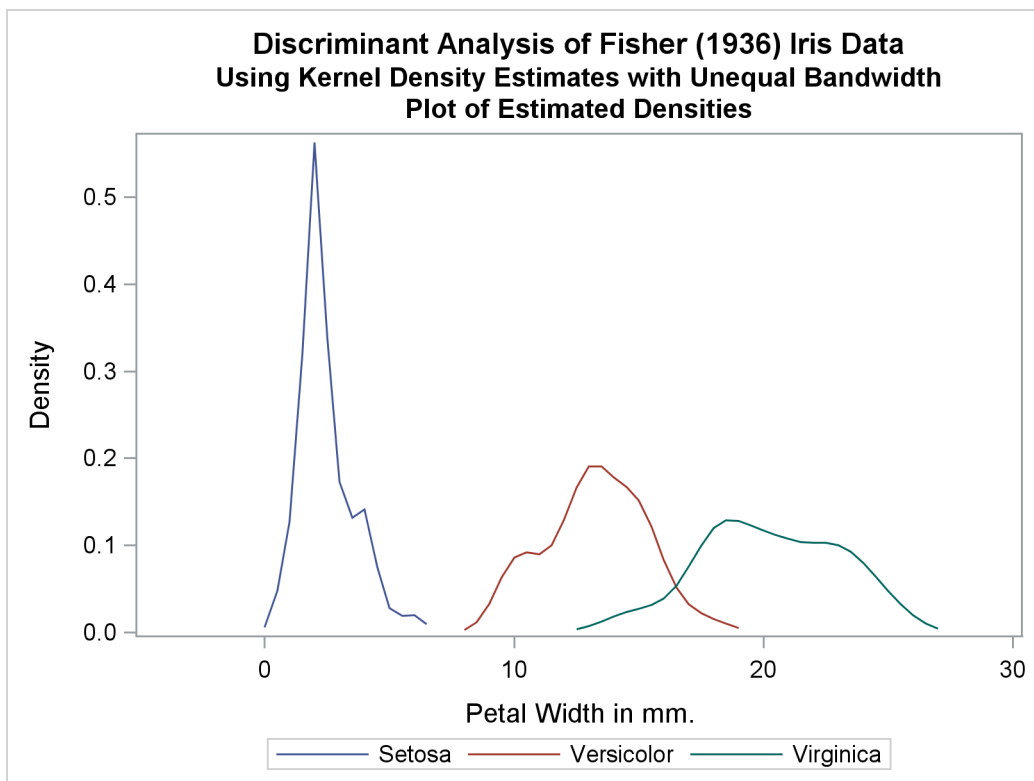 Discriminant Analysis of Fisher (1936) Iris Data
Using Kernel Density Estimates with Unequal Bandwidth
Plot of Estimated Densities
Density
0.5
0.4
0.3
0.2
0.1
0.0
0 10 20 30
Petal Width in mm.
Setosa Versicolor Virginica